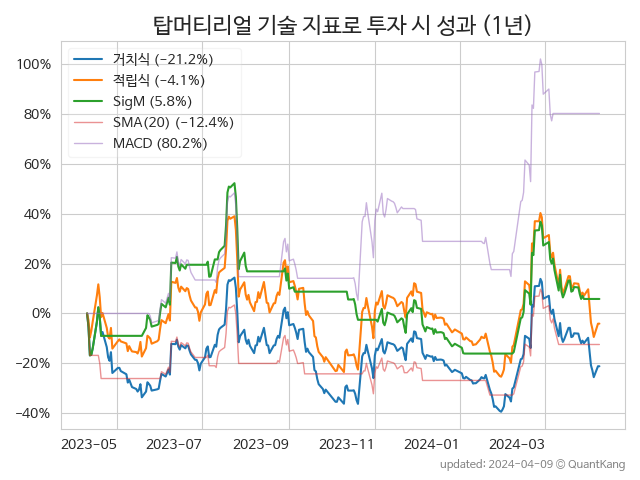 탑머티리얼 기술 지표로 투자 시 성과 (1년)
거치식 (−21.2%)
적립식 (−4.1%)
SigM (5.8%)
SMA(20) (−12.4%)
MACD (80.2%)
100%
80%
60%
40%
20%
0%
−20%
−40%
2023-05 2023-07 2023-09 2023-11 2024-01 2024-03
updated: 2024-04-09 © QuantKang